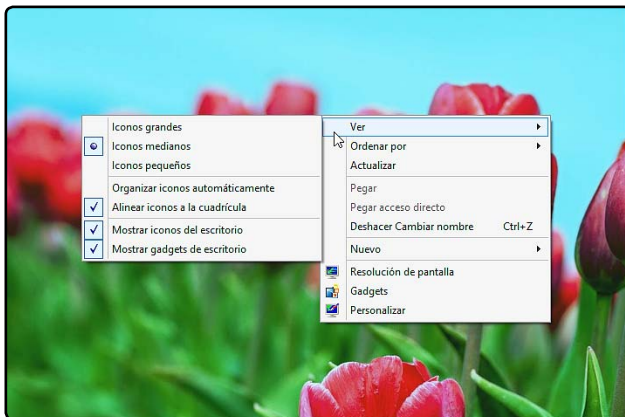 Iconos grandes
Iconos medianos
Iconos pequeños
Organizar iconos automáticamente
Alinear iconos a la cuadrícula
Mostrar iconos del escritorio
Mostrar gadgets de escritorio
Ver
Ordenar por
Actualizar
Pegar
Pegar acceso directo
Deshacer Cambiar nombre Ctrl+Z
Nuevo
Resolución de pantalla
Gadgets
Personalizar